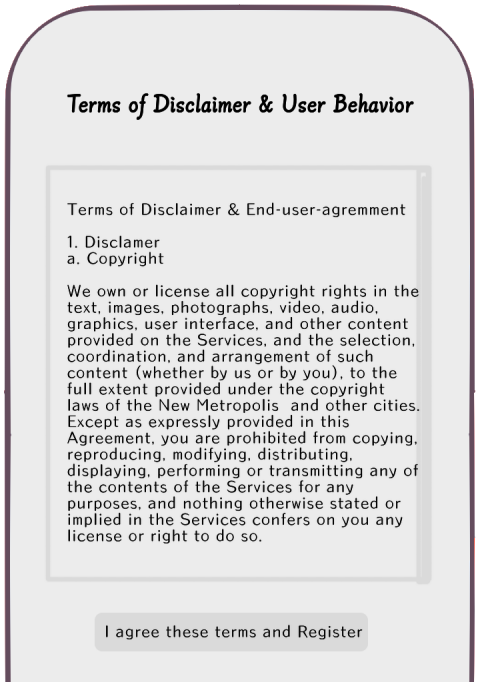 Terms of Disclaimer & User Behavior
Terms of Disclaimer & End-user-agremment
1. Disclamer
a. Copyright
We own or license all copyright rights in the
text, images, photographs, video, audio,
graphics, user interface, and other content
provided on the Services, and the selection,
coordination, and arrangement of such
content (whether by us or by you), to the
full extent provided under the copyright
laws of the New Metropolis and other cities.
Except as expressly provided in this
Agreement, you are prohibited from copying,
reproducing, modifying, distributing,
displaying, performing or transmitting any of
the contents of the Services for any
purposes, and nothing otherwise stated or
implied in the Services confers on you any
license or right to do so.
I agree these terms and Register